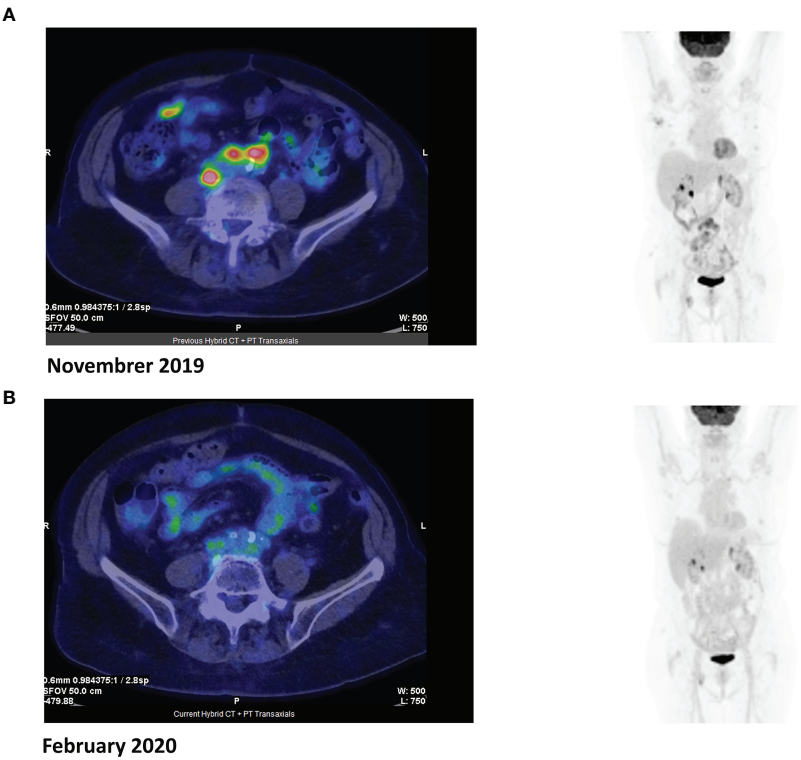 A
R
L
0.6mm 0.984375:1 / 2.8sp
SFOV 50.0 cm
-477.49
P
W: 500
L: 750
Previous Hybrid CT + PT Transaxials
Novembrer 2019
B
R
L
0.6mm 0.984375:1 / 2.8sp
SFOV 50.0 cm
-479.88
P
W: 500
L: 750
Current Hybrid CT + PT Transaxials
February 2020